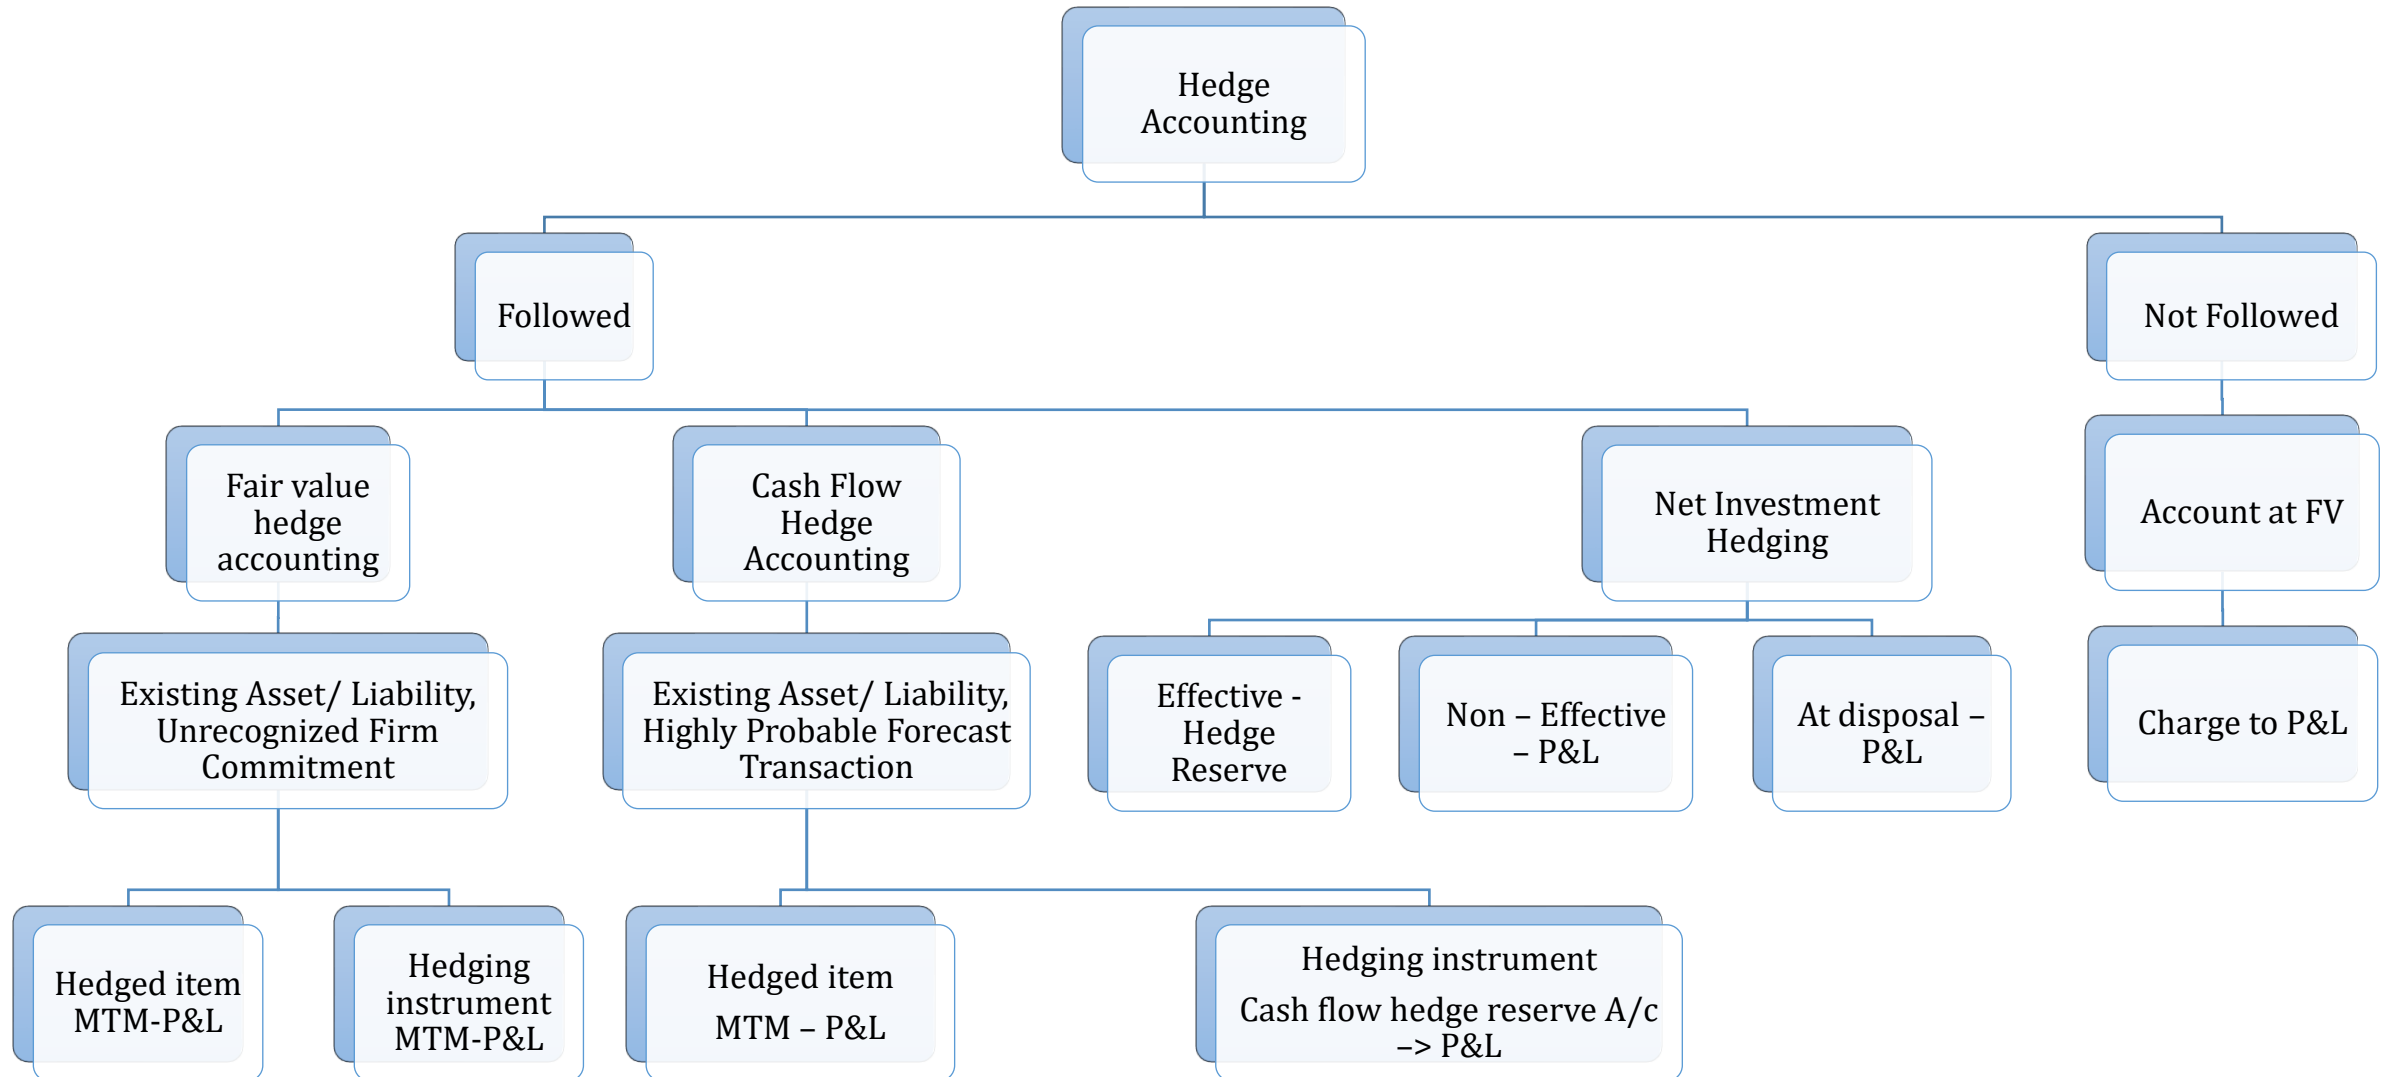 Hedge
Accounting
Followed
Not Followed
Fair value
hedge
accounting
Cash Flow
Hedge
Accounting
Net Investment
Hedging
Account at FV
Existing Asset/ Liability,
Unrecognized Firm
Commitment
Existing Asset/ Liability,
Highly Probable Forecast
Transaction
Effective -
Hedge
Reserve
Non – Effective
– P&L
At disposal –
P&L
Charge to P&L
Hedged item
MTM-P&L
Hedging
instrument
MTM-P&L
Hedged item
MTM – P&L
Hedging instrument
Cash flow hedge reserve A/c
–> P&L